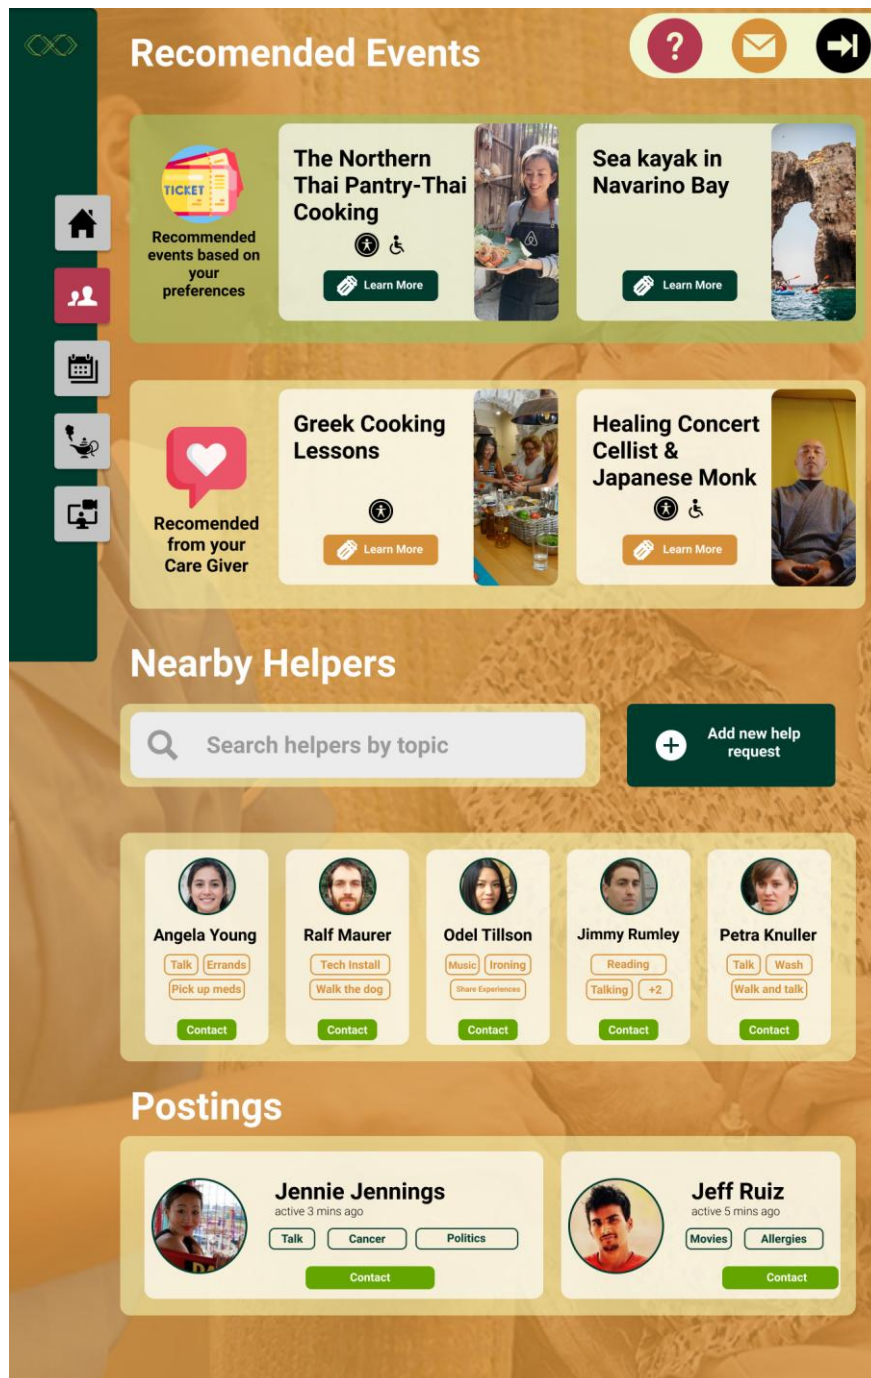 Recomended Events
?
TICKET
Recommended
events based on
your
preferences
The Northern
Thai Pantry-Thai
Cooking
Learn More
Sea kayak in
Navarino Bay
Learn More
Recomended
from your
Care Giver
Greek Cooking
Lessons
Learn More
Healing Concert
Cellist &
Japanese Monk
Learn More
Nearby Helpers
Search helpers by topic
Add new help
request
Angela Young
Talk Errands
Pick up meds
Contact
Ralf Maurer
Tech Install
Walk the dog
Contact
Odel Tillson
Music Ironing
Share Experiences
Contact
Jimmy Rumley
Reading
Talking +2
Contact
Petra Knuller
Talk Wash
Walk and talk
Contact
Postings
Jennie Jennings
active 3 mins ago
Talk Cancer Politics
Contact
Jeff Ruiz
active 5 mins ago
Movies Allergies
Contact